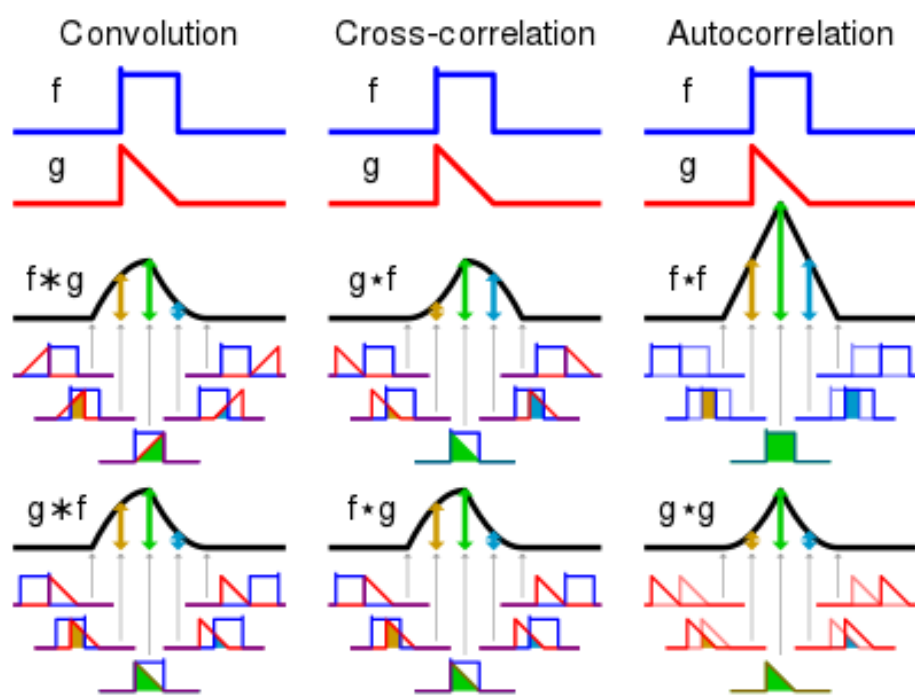 Convolution Cross-correlation Autocorrelation
f f f
g g g
f∗g g⋆f f⋆f
g∗f f⋆g g⋆g